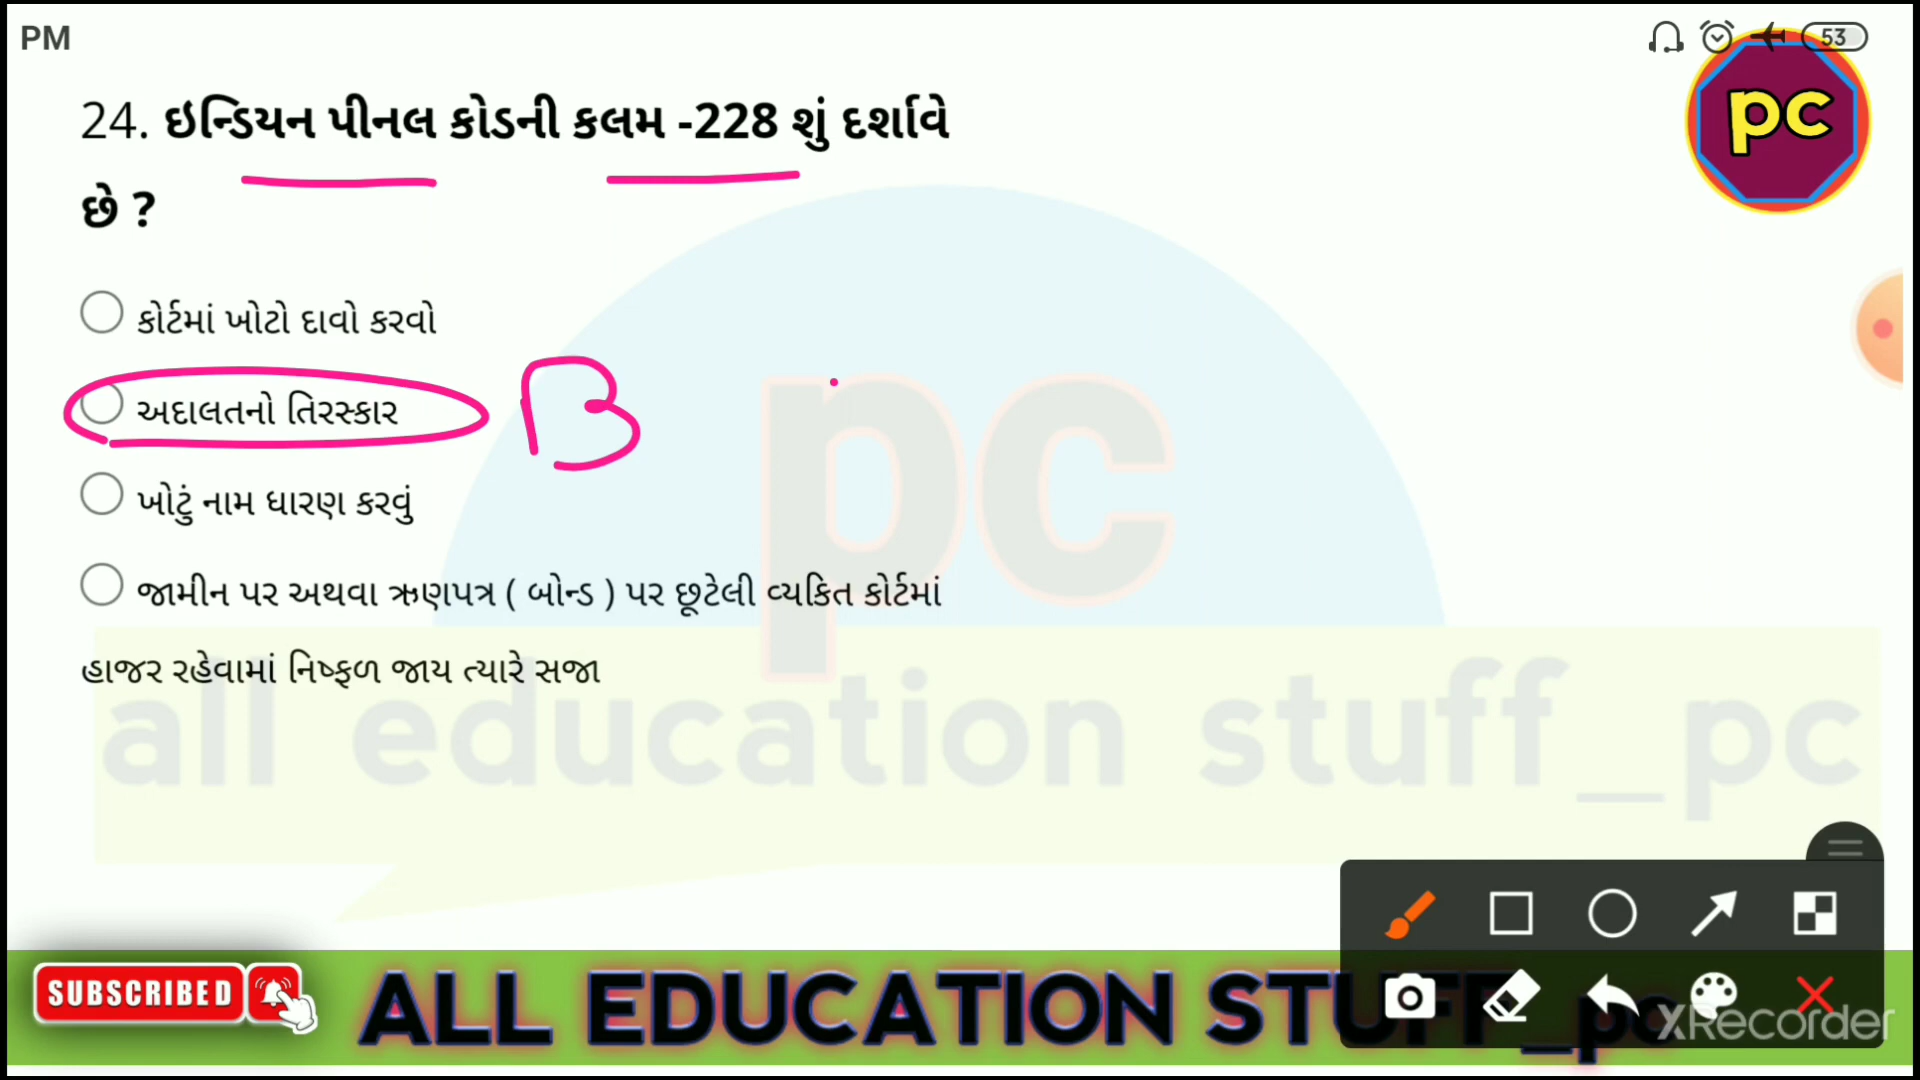 PM
53
pc
24. ઇન્ડિયન પીનલ કોડની કલમ -228 શું દર્શાવે
છે ?
કોર્ટમાં ખોટો દાવો કરવો
અદાલતનો તિરસ્કાર
B
ખોટું નામ ધારણ કરવું
જામીન પર અથવા ઋણપત્ર ( બોન્ડ ) પર છૂટેલી વ્યકિત કોર્ટમાં
હાજર રહેવામાં નિષ્ફળ જાય ત્યારે સજા
pc
all education stuff_pc
SUBSCRIBED
ALL EDUCATION STUFF_pc
XRecorder